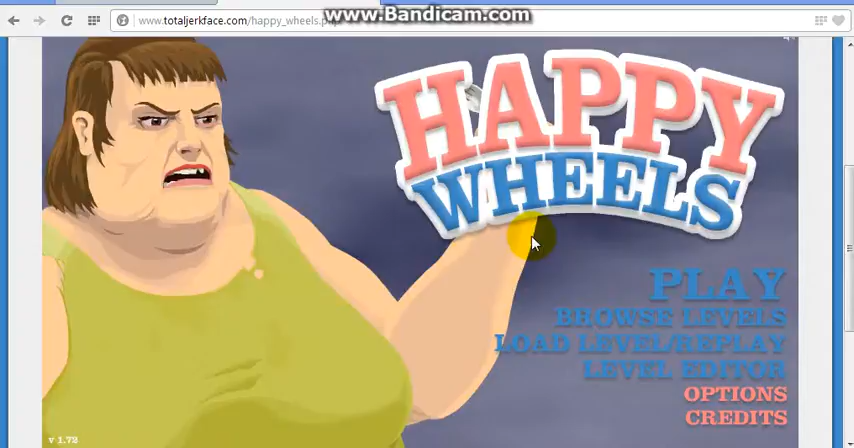 www.Bandicam.com
www.totaljerkface.com/happy_wheels.p
HAPPY
WHEELS
PLAY
BROWSE LEVELS
LOAD LEVEL/REPLAY
LEVEL EDITOR
OPTIONS
CREDITS
v 1.72